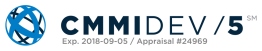 CMMIDEV/5℠
Exp. 2018-09-05 / Appraisal #24969